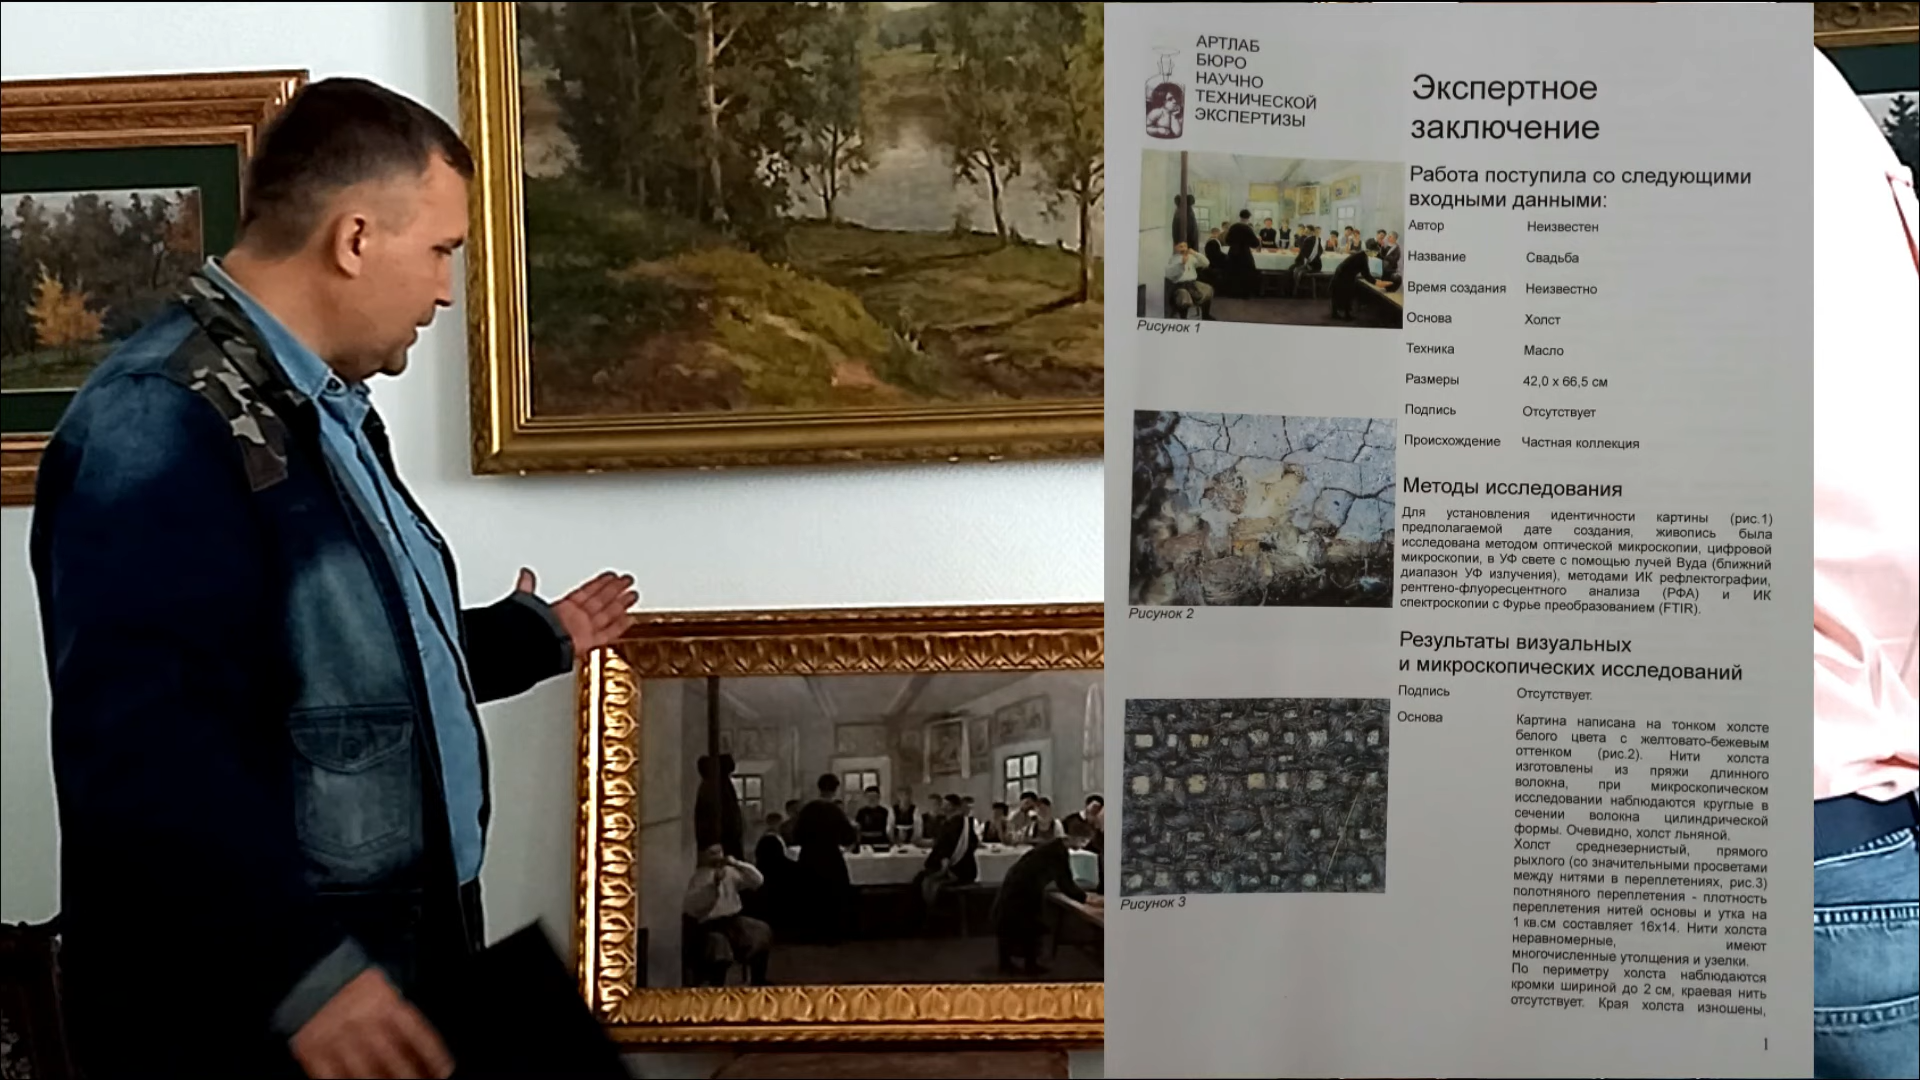 АРТЛАБ
БЮРО
НАУЧНО
ТЕХНИЧЕСКОЙ
ЭКСПЕРТИЗЫ
Экспертное
заключение
Работа поступила со следующими
входными данными:
Автор Неизвестен
Название Свадьба
Время создания Неизвестно
Основа Холст
Техника Масло
Размеры 42,0 х 66,5 см
Подпись Отсутствует
Происхождение Частная коллекция
Рисунок 1
Методы исследования
Для установления идентичности картины (рис.1)
предполагаемой дате создания, живопись была
исследована методом оптической микроскопии, цифровой
микроскопии, в УФ свете с помощью лучей Вуда (ближний
диапазон УФ излучения), методами ИК рефлектографии,
рентгено-флуоресцентного анализа (РФА) и ИК
спектроскопии с Фурье преобразованием (FTIR).
Рисунок 2
Результаты визуальных
и микроскопических исследований
Подпись Отсутствует.
Основа Картина написана на тонком холсте
белого цвета с желтовато-бежевым
оттенком (рис.2). Нити холста
изготовлены из пряжи длинного
волокна, при микроскопическом
исследовании наблюдаются круглые в
сечении волокна цилиндрической
формы. Очевидно, холст льняной.
Холст среднезернистый, прямого
рыхлого (со значительными просветами
между нитями в переплетениях, рис.3)
полотняного переплетения - плотность
переплетения нитей основы и утка на
1 кв.см составляет 16х14. Нити холста
неравномерные, имеют
многочисленные утолщения и узелки.
По периметру холста наблюдаются
кромки шириной до 2 см, краевая нить
отсутствует. Края холста изношены,
Рисунок 3
1